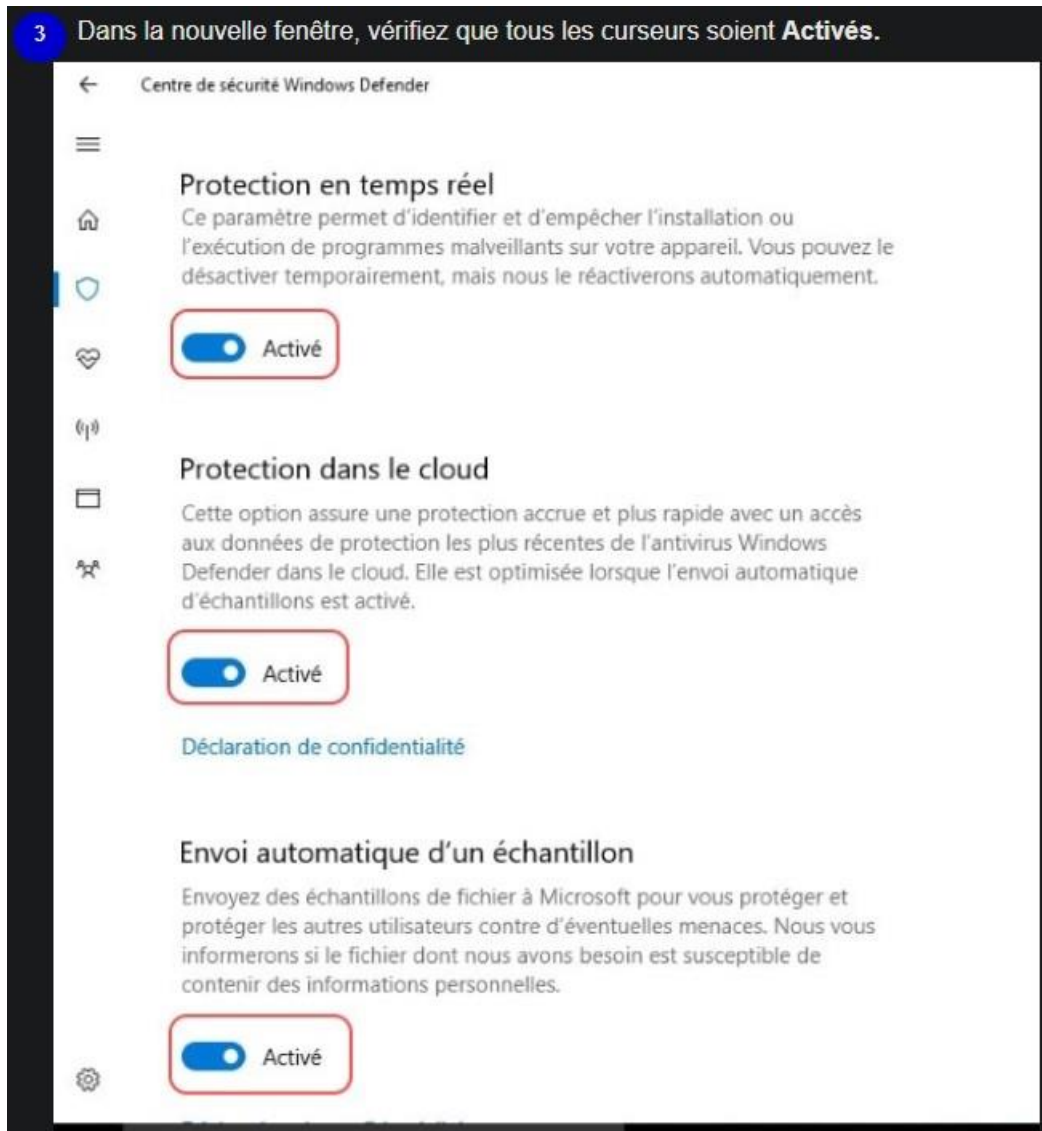 3 Dans la nouvelle fenêtre, vérifiez que tous les curseurs soient Activés.
Centre de sécurité Windows Defender
Protection en temps réel
Ce paramètre permet d'identifier et d'empêcher l'installation ou
l'exécution de programmes malveillants sur votre appareil. Vous pouvez le
désactiver temporairement, mais nous le réactiverons automatiquement.
Activé
Protection dans le cloud
Cette option assure une protection accrue et plus rapide avec un accès
aux données de protection les plus récentes de l'antivirus Windows
Defender dans le cloud. Elle est optimisée lorsque l'envoi automatique
d'échantillons est activé.
Activé
Déclaration de confidentialité
Envoi automatique d'un échantillon
Envoyez des échantillons de fichier à Microsoft pour vous protéger et
protéger les autres utilisateurs contre d'éventuelles menaces. Nous vous
informerons si le fichier dont nous avons besoin est susceptible de
contenir des informations personnelles.
Activé